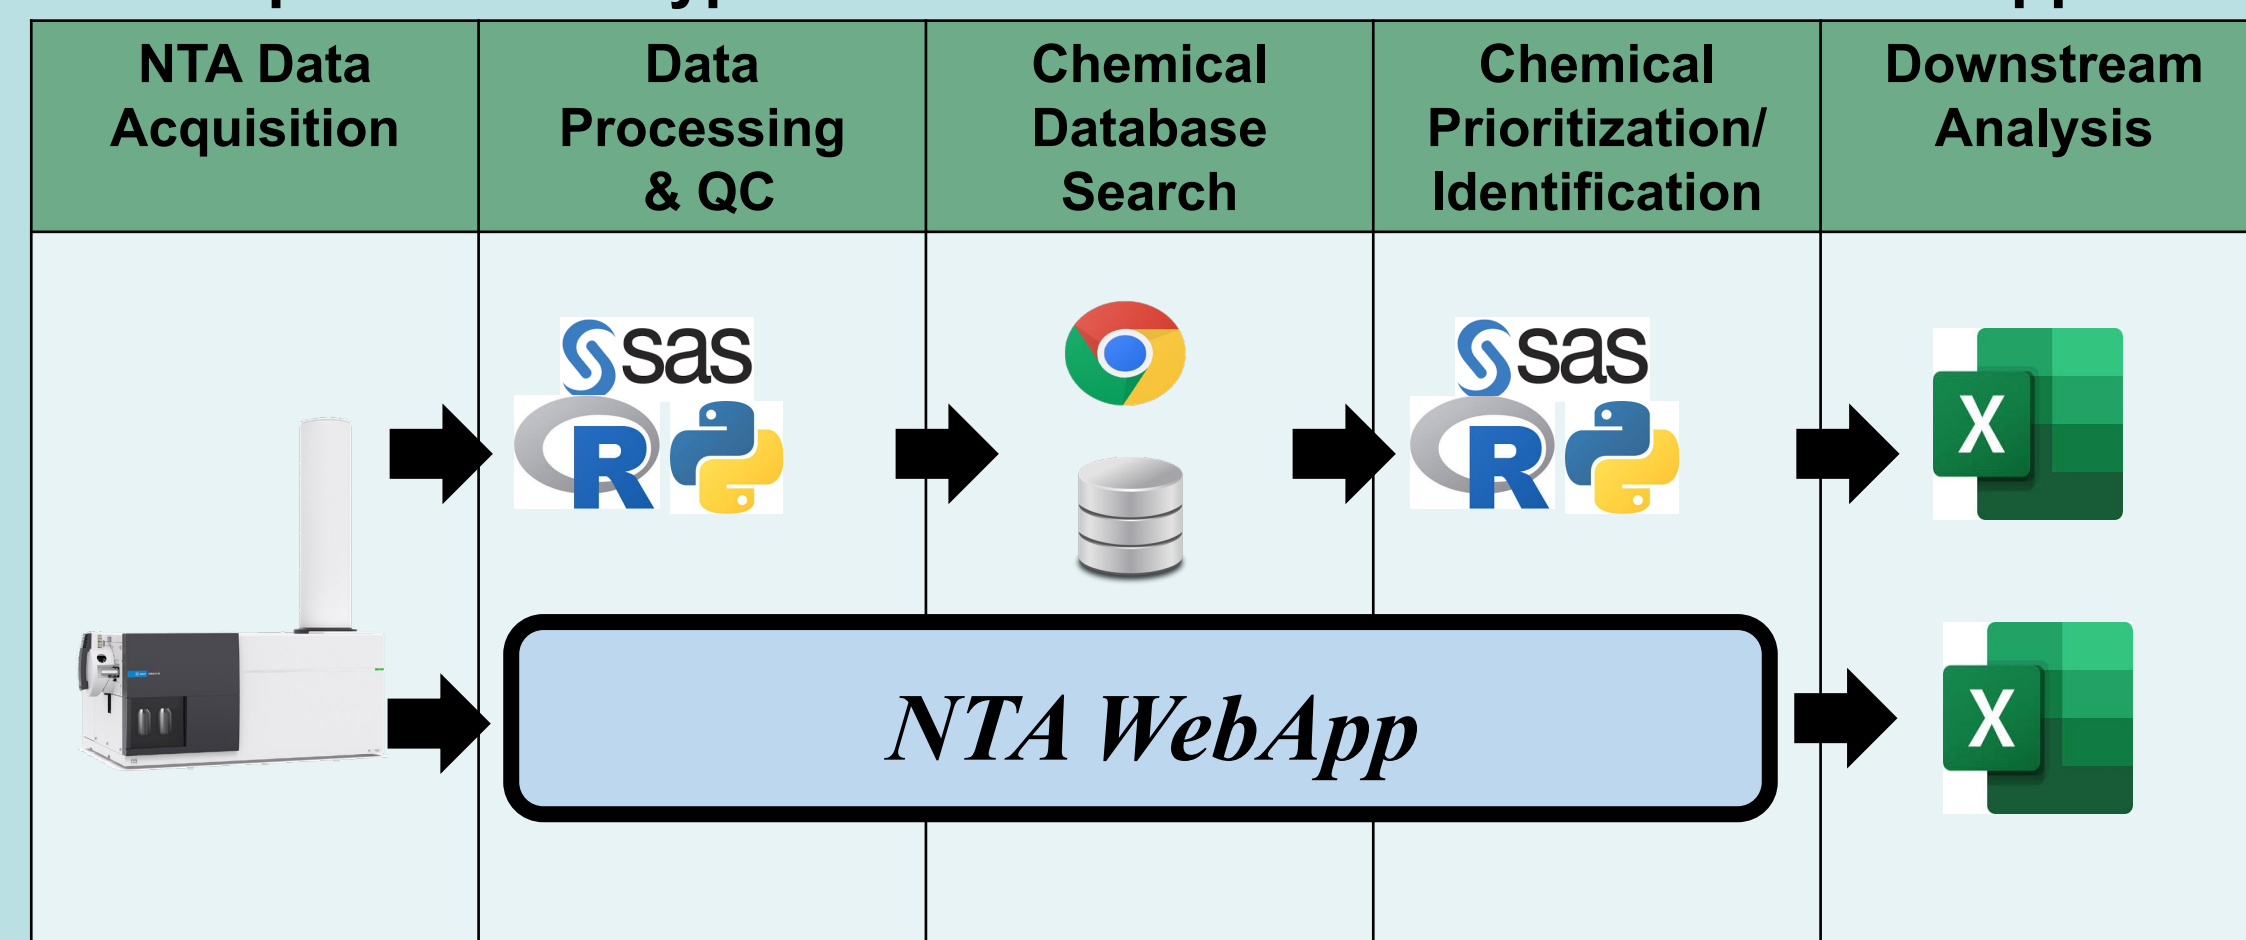 NTA Data
Acquisition
Data
Processing
& QC
Chemical
Database
Search
Chemical
Prioritization/
Identification
Downstream
Analysis
sas
R
sas
R
X
NTA WebApp
X